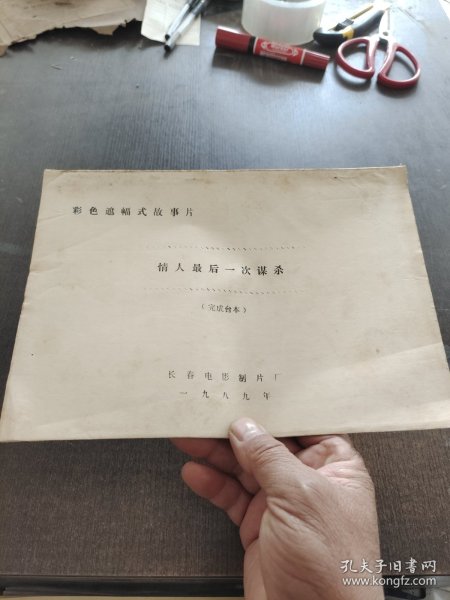 彩色遮幅式故事片
情人最后一次谋杀
（完成台本）
长春电影制片厂
一九八九年
孔夫子旧书网
www.kongfz.com